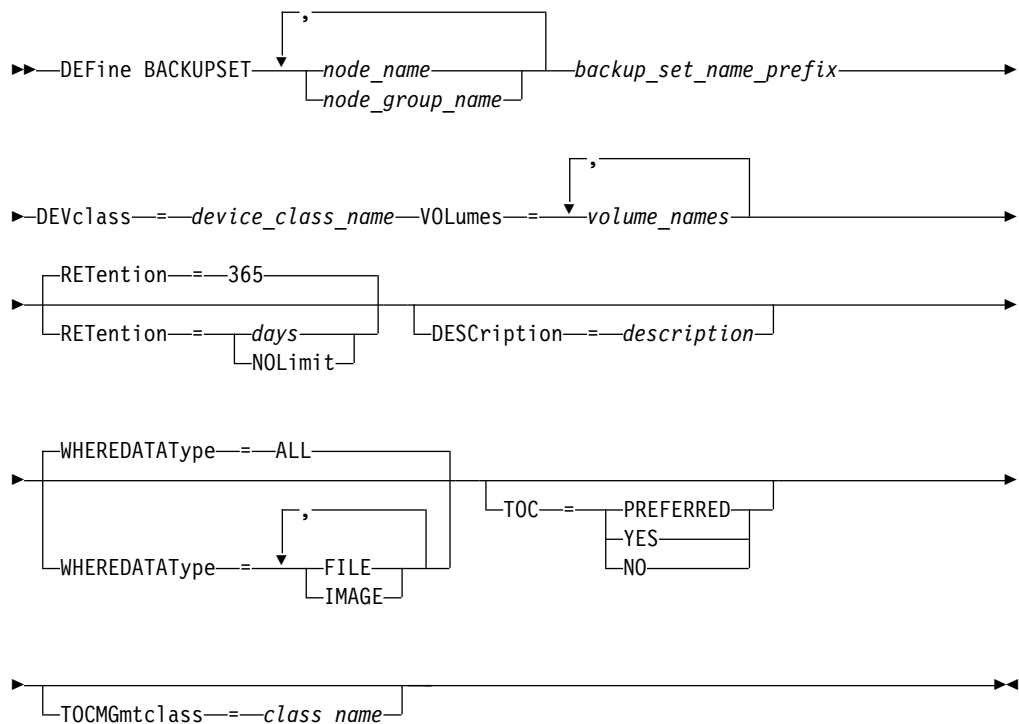 ,
DEFine BACKUPSET node_name backup_set_name_prefix
node_group_name
,
DEVclass = device_class_name VOLumes = volume_names
RETention = 365
RETention = days
NOLimit
DESCription = description
WHEREDATAType = ALL
,
WHEREDATAType = FILE
IMAGE
TOC = PREFERRED
YES
NO
TOCMGmtclass = class_name